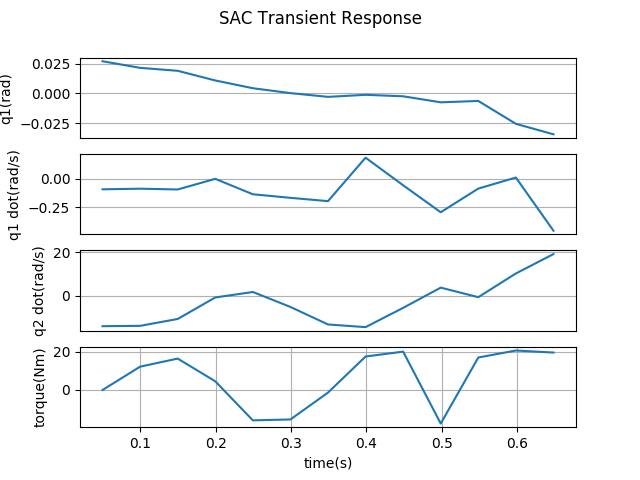 SAC Transient Response
0.025
0.000
−0.025
q1(rad)
0.00
−0.25
q1 dot(rad/s)
20
0
q2 dot(rad/s)
20
0
torque(Nm)
0.1 0.2 0.3 0.4 0.5 0.6
time(s)